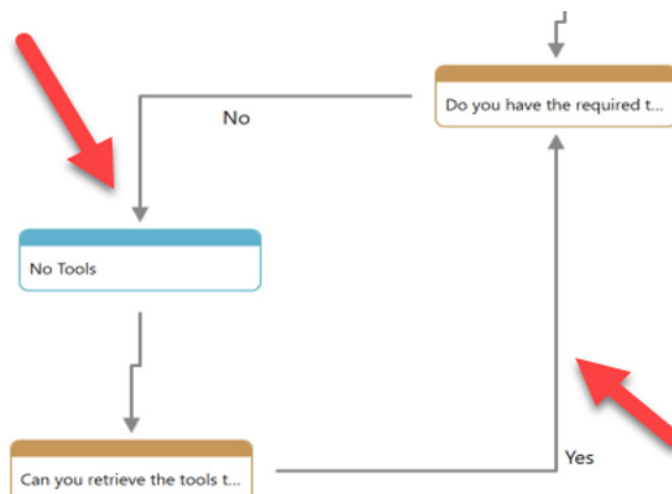 Do you have the required t...
No
No Tools
Yes
Can you retrieve the tools t...